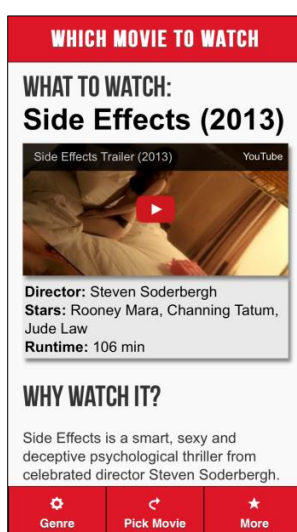 WHICH MOVIE TO WATCH
WHAT TO WATCH:
Side Effects (2013)
Side Effects Trailer (2013) YouTube
Director: Steven Soderbergh
Stars: Rooney Mara, Channing Tatum,
Jude Law
Runtime: 106 min
WHY WATCH IT?
Side Effects is a smart, sexy and
deceptive psychological thriller from
celebrated director Steven Soderbergh.
Genre Pick Movie More